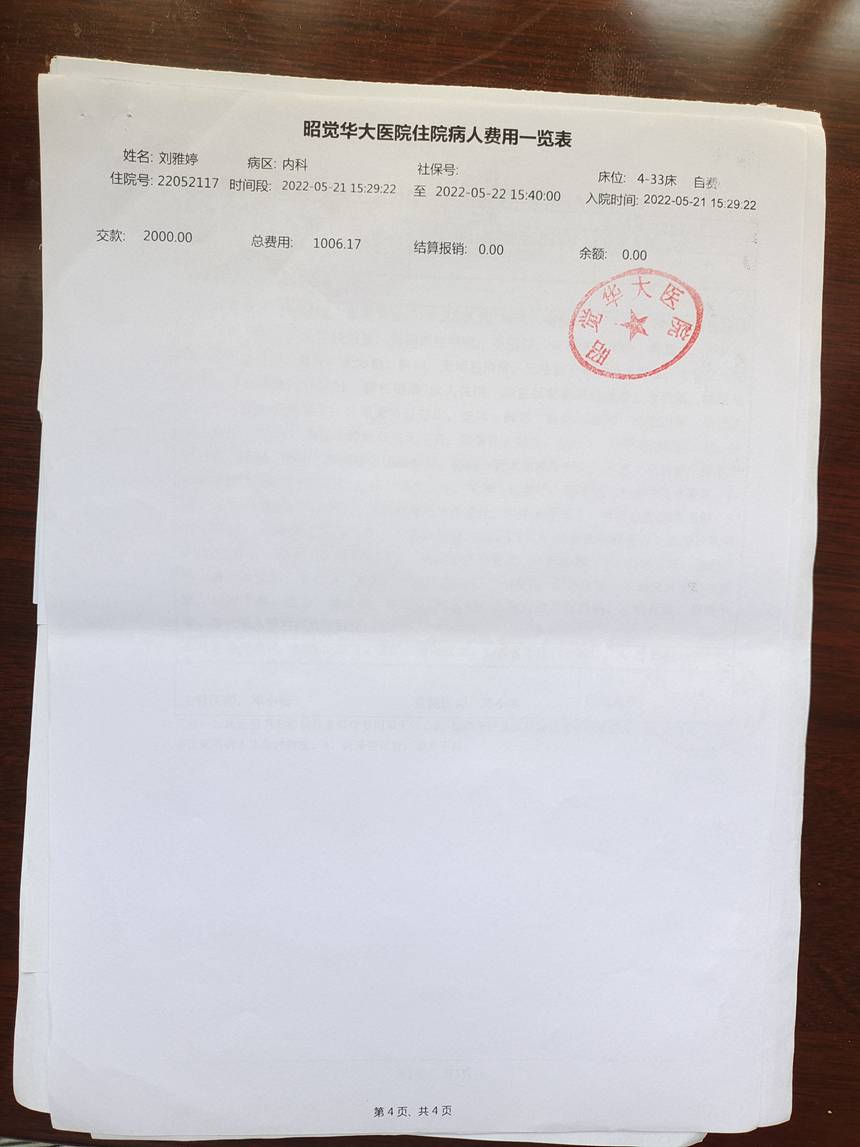 昭觉华大医院住院病人费用一览表
姓名: 刘雅婷 病区: 内科 社保号: 床位: 4-33床 自费
住院号: 22052117 时间段: 2022-05-21 15:29:22 至 2022-05-22 15:40:00 入院时间: 2022-05-21 15:29:22
交款: 2000.00 总费用: 1006.17 结算报销: 0.00 余额: 0.00
昭觉华大医院
第4页, 共4页